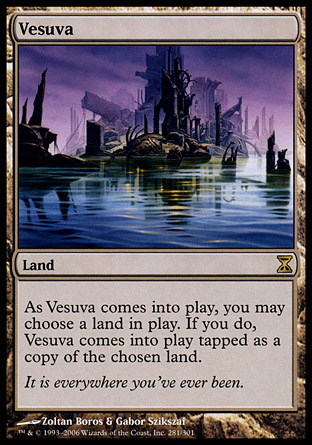 Vesuva
Land
As Vesuva comes into play, you may
choose a land in play. If you do,
Vesuva comes into play tapped as a
copy of the chosen land.
It is everywhere you've ever been.
Zoltan Boros & Gabor Szikszai
™ & © 1993–2006 Wizards of the Coast, Inc. 281/301